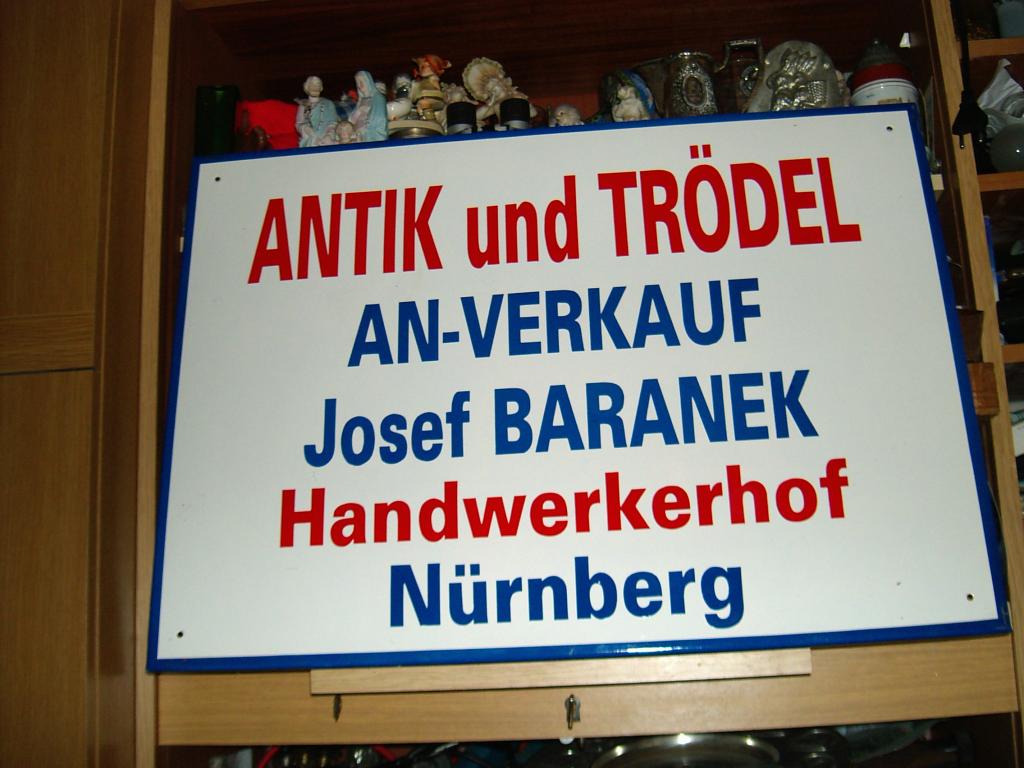 ANTIK und TRÖDEL
AN-VERKAUF
Josef BARANEK
Handwerkerhof
Nürnberg